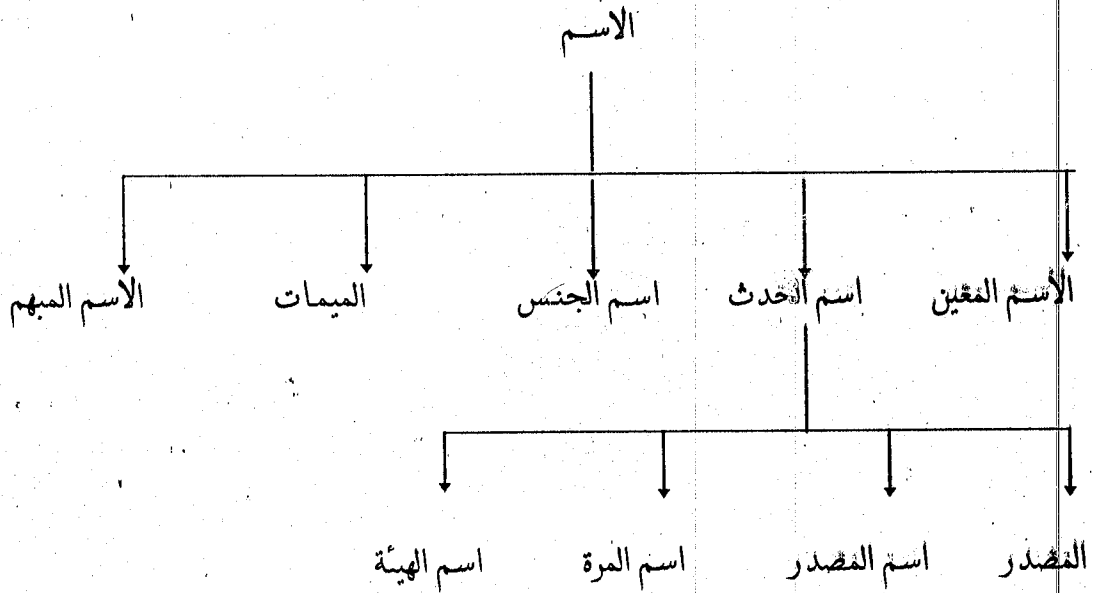 الاسم
الاسم المعين اسم الحدث اسم الجنس الميمات الاسم المبهم
المصدر اسم المصدر اسم المرة اسم الهيئة